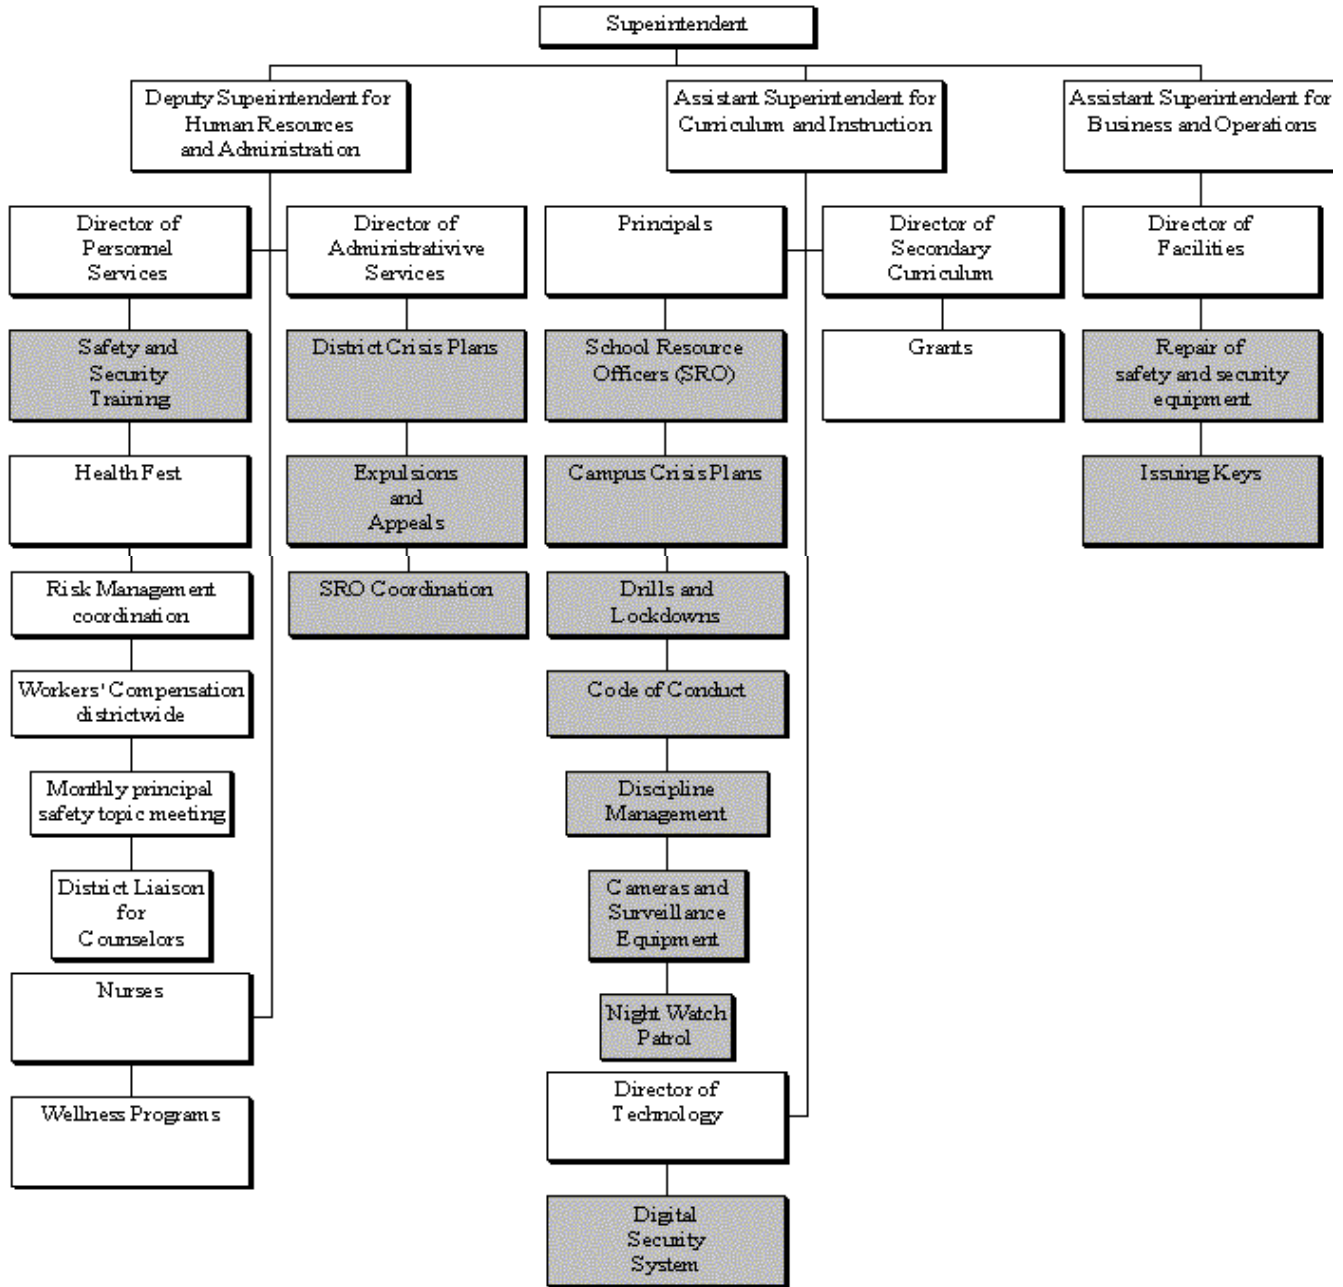 Superintendent
Deputy Superintendent for
Human Resources
and Administration
Assistant Superintendent for
Curriculum and Instruction
Assistant Superintendent for
Business and Operations
Director of
Personnel
Services
Director of
Administrativive
Services
Principals
Director of
Secondary
Curriculum
Director of
Facilities
Safety and
Security
Training
District Crisis Plans
School Resource
Officers (SRO)
Grants
Repair of
safety and security
equipment
Health Fest
Expulsions
and
Appeals
Campus Crisis Plans
Issuing Keys
Risk Management
coordination
SRO Coordination
Drills and
Lockdowns
Workers' Compensation
districtwide
Code of Conduct
Monthly principal
safety topic meeting
Discipline
Management
District Liaison
for
Counselors
Cameras and
Surveillance
Equipment
Nurses
Night Watch
Patrol
Director of
Technology
Wellness Programs
Digital
Security
System